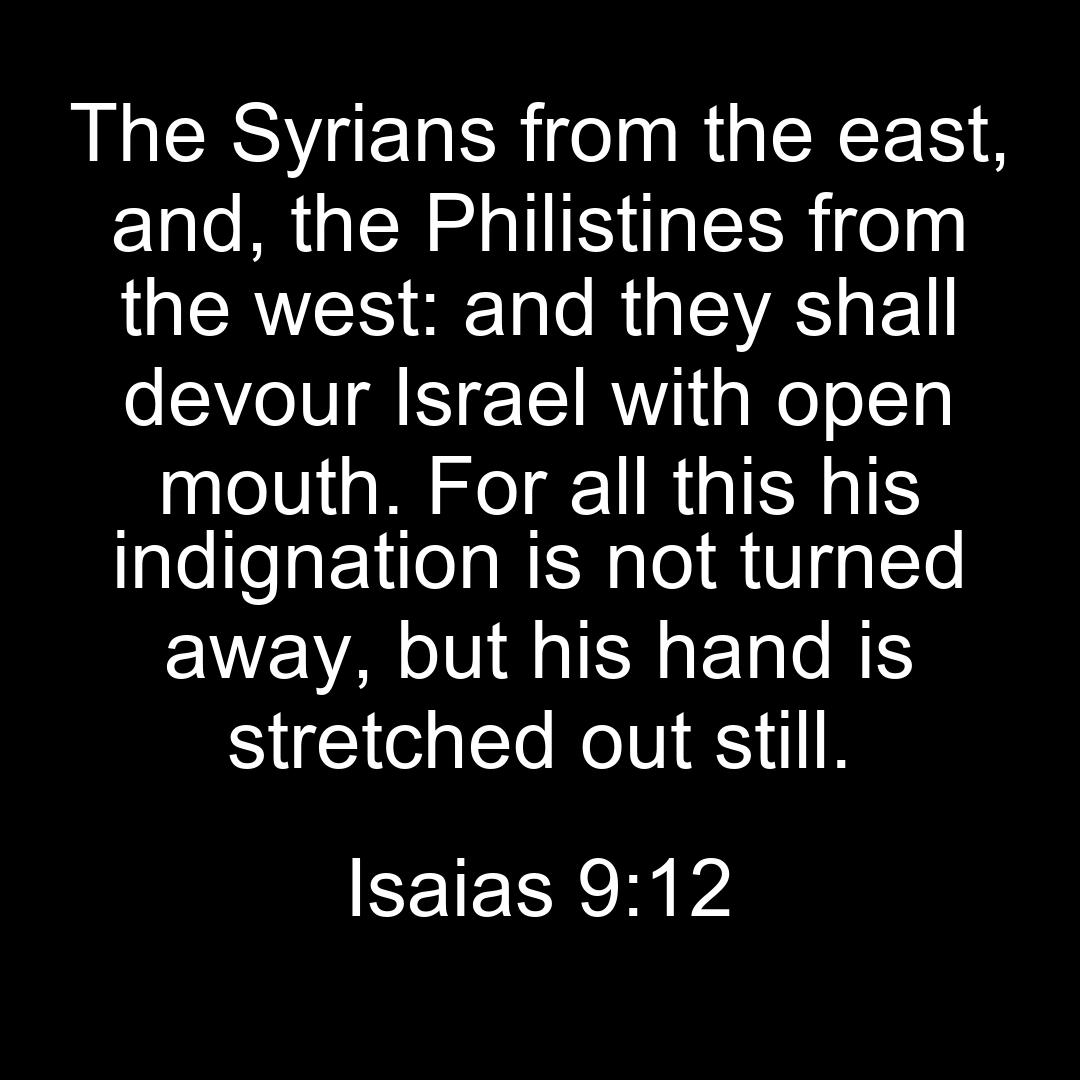 The Syrians from the east,
and, the Philistines from
the west: and they shall
devour Israel with open
mouth. For all this his
indignation is not turned
away, but his hand is
stretched out still.
Isaias 9:12